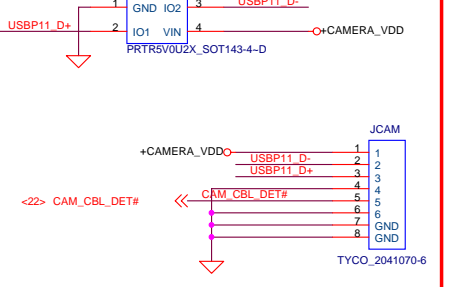 1 GND IO2 3 USBP11_D-
USBP11_D+ 2 IO1 VIN 4 +CAMERA_VDD
PRTR5V0U2X_SOT143-4~D
JCAM
+CAMERA_VDD 1 1
USBP11_D- 2 2
USBP11_D+ 3 3
4 4
<22> CAM_CBL_DET# CAM_CBL_DET# 5 5
6 6
7 GND
8 GND
TYCO_2041070-6